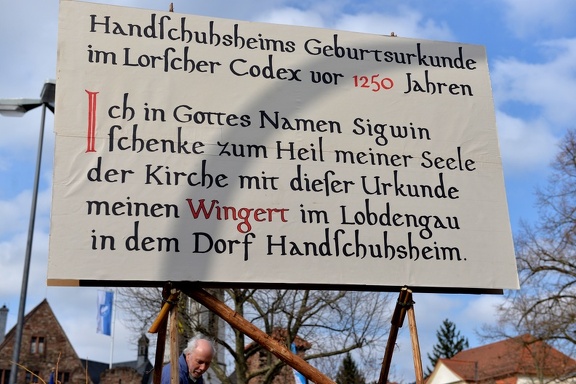 Handſchuhsheims Geburtsurkunde
im Lorſcher Codex vor 1250 Jahren
Ich in Gottes Namen Sigwin
ſchenke zum Heil meiner Seele
der Kirche mit dieſer Urkunde
meinen Wingert im Lobdengau
in dem Dorf Handſchuhsheim.